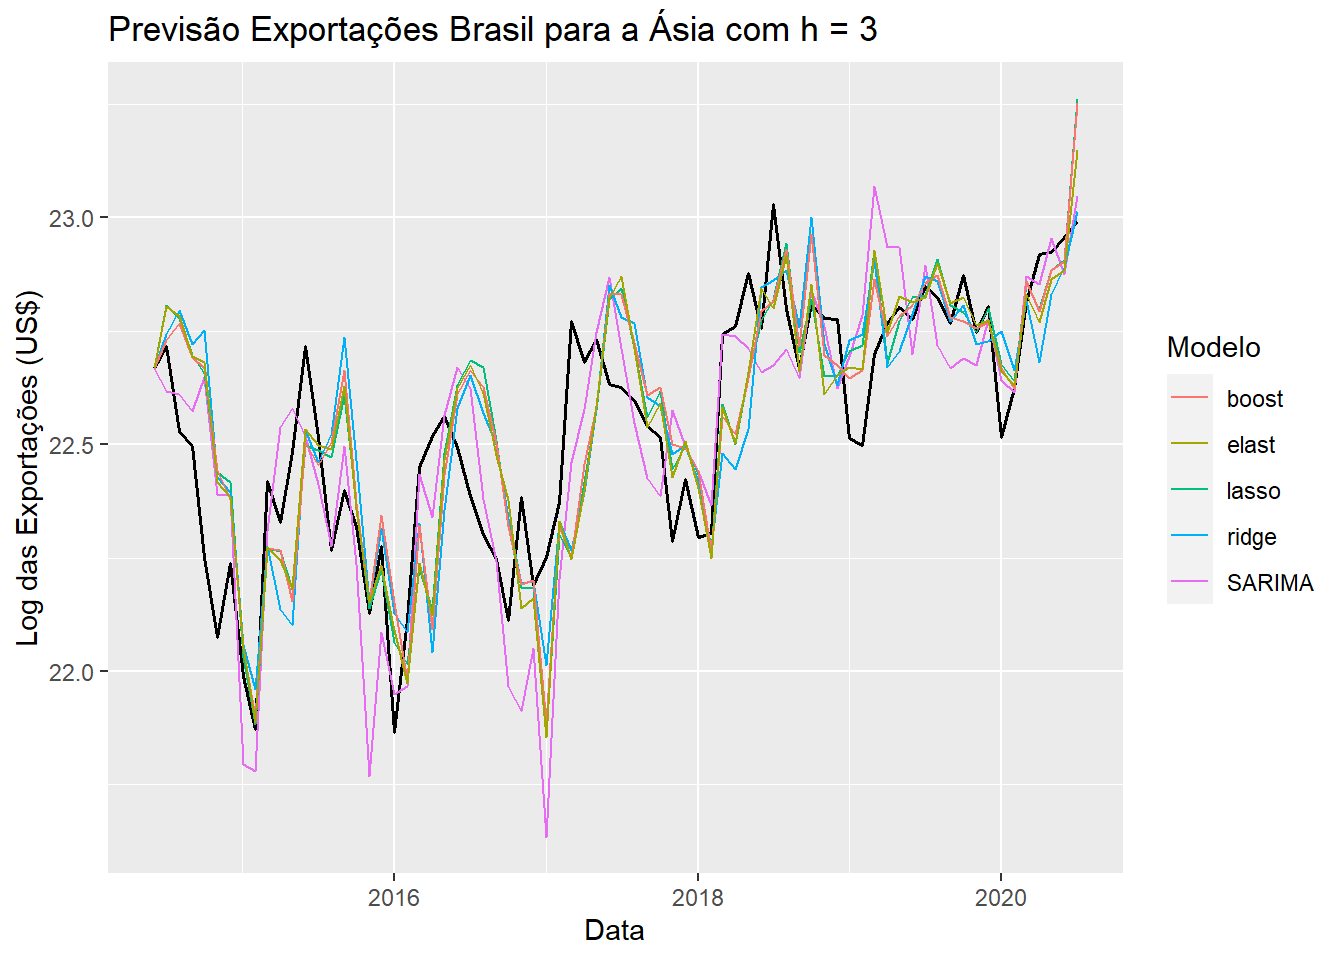 Previsão Exportações Brasil para a Ásia com h = 3
Log das Exportações (US$)
23.0
22.5
22.0
2016
2018
2020
Data
Modelo
boost
elast
lasso
ridge
SARIMA